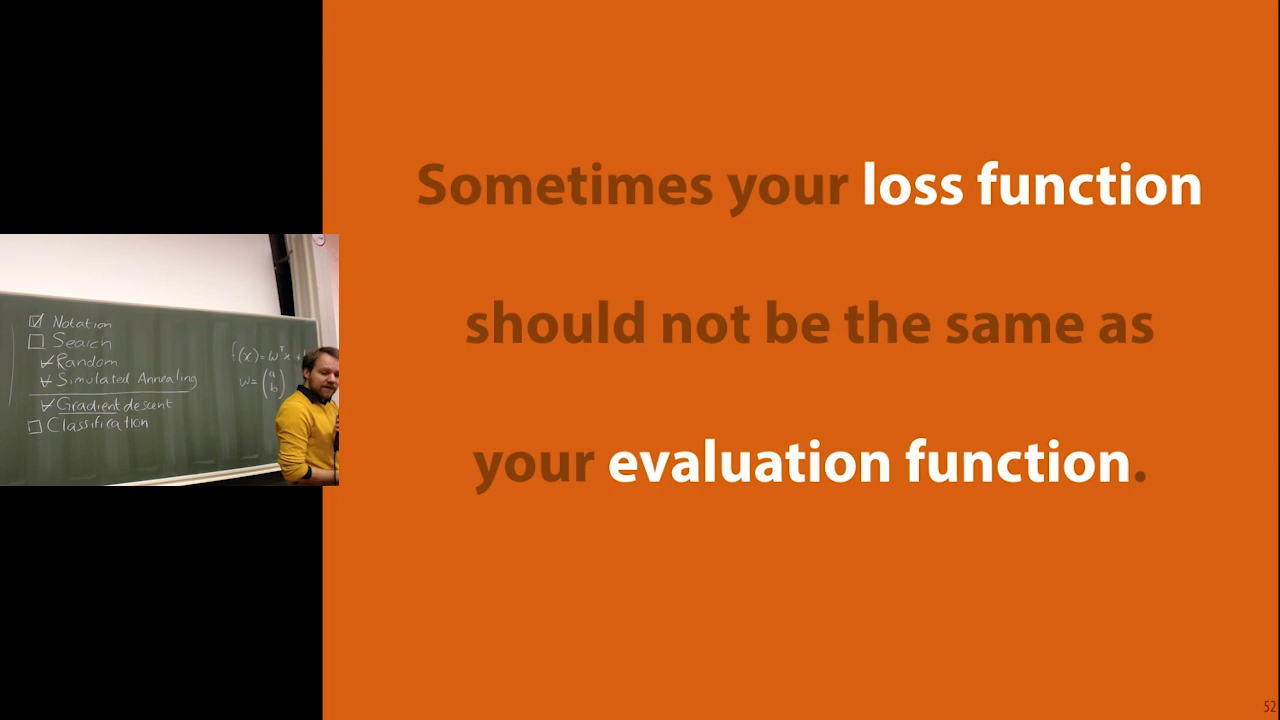 Sometimes your loss function
should not be the same as
your evaluation function.
Notation
Search
Random
Simulated Annealing
Gradient descent
Classification
f(x)=wᵀx +
w=(a
b)
52